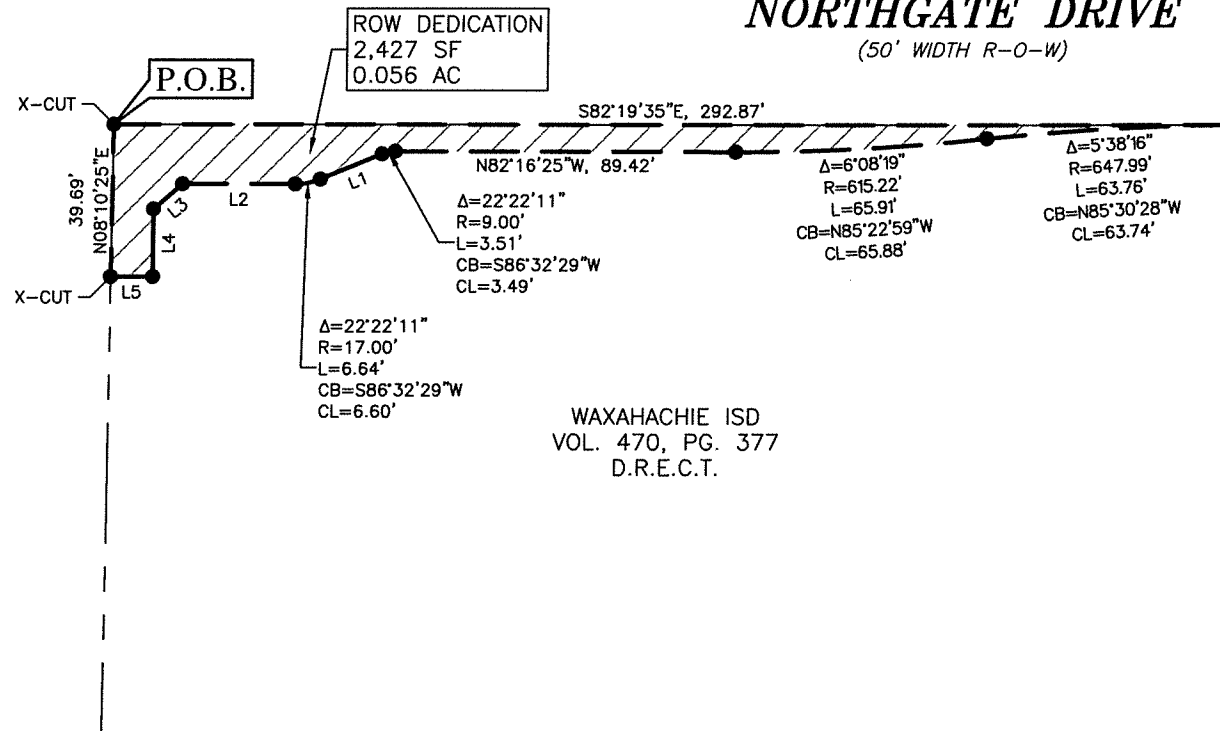 NORTHGATE DRIVE
(50' WIDTH R-O-W)
ROW DEDICATION
2,427 SF
0.056 AC
P.O.B.
X-CUT
S82°19'35"E, 292.87'
N08°10'25"E
39.69'
N82°16'25"W, 89.42'
L1
L2
L3
L4
L5
X-CUT
Δ=22°22'11"
R=9.00'
L=3.51'
CB=S86°32'29"W
CL=3.49'
Δ=6°08'19"
R=615.22'
L=65.91'
CB=N85°22'59"W
CL=65.88'
Δ=5°38'16"
R=647.99'
L=63.76'
CB=N85°30'28"W
CL=63.74'
Δ=22°22'11"
R=17.00'
L=6.64'
CB=S86°32'29"W
CL=6.60'
WAXAHACHIE ISD
VOL. 470, PG. 377
D.R.E.C.T.